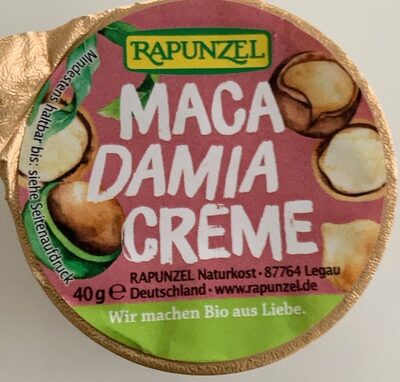 RAPUNZEL
MACA
DAMIA
CREME
RAPUNZEL Naturkost · 87764 Legau
40 g ℮ Deutschland · www.rapunzel.de
Wir machen Bio aus Liebe.
Mindestens haltbar bis: siehe Seitenaufdruck